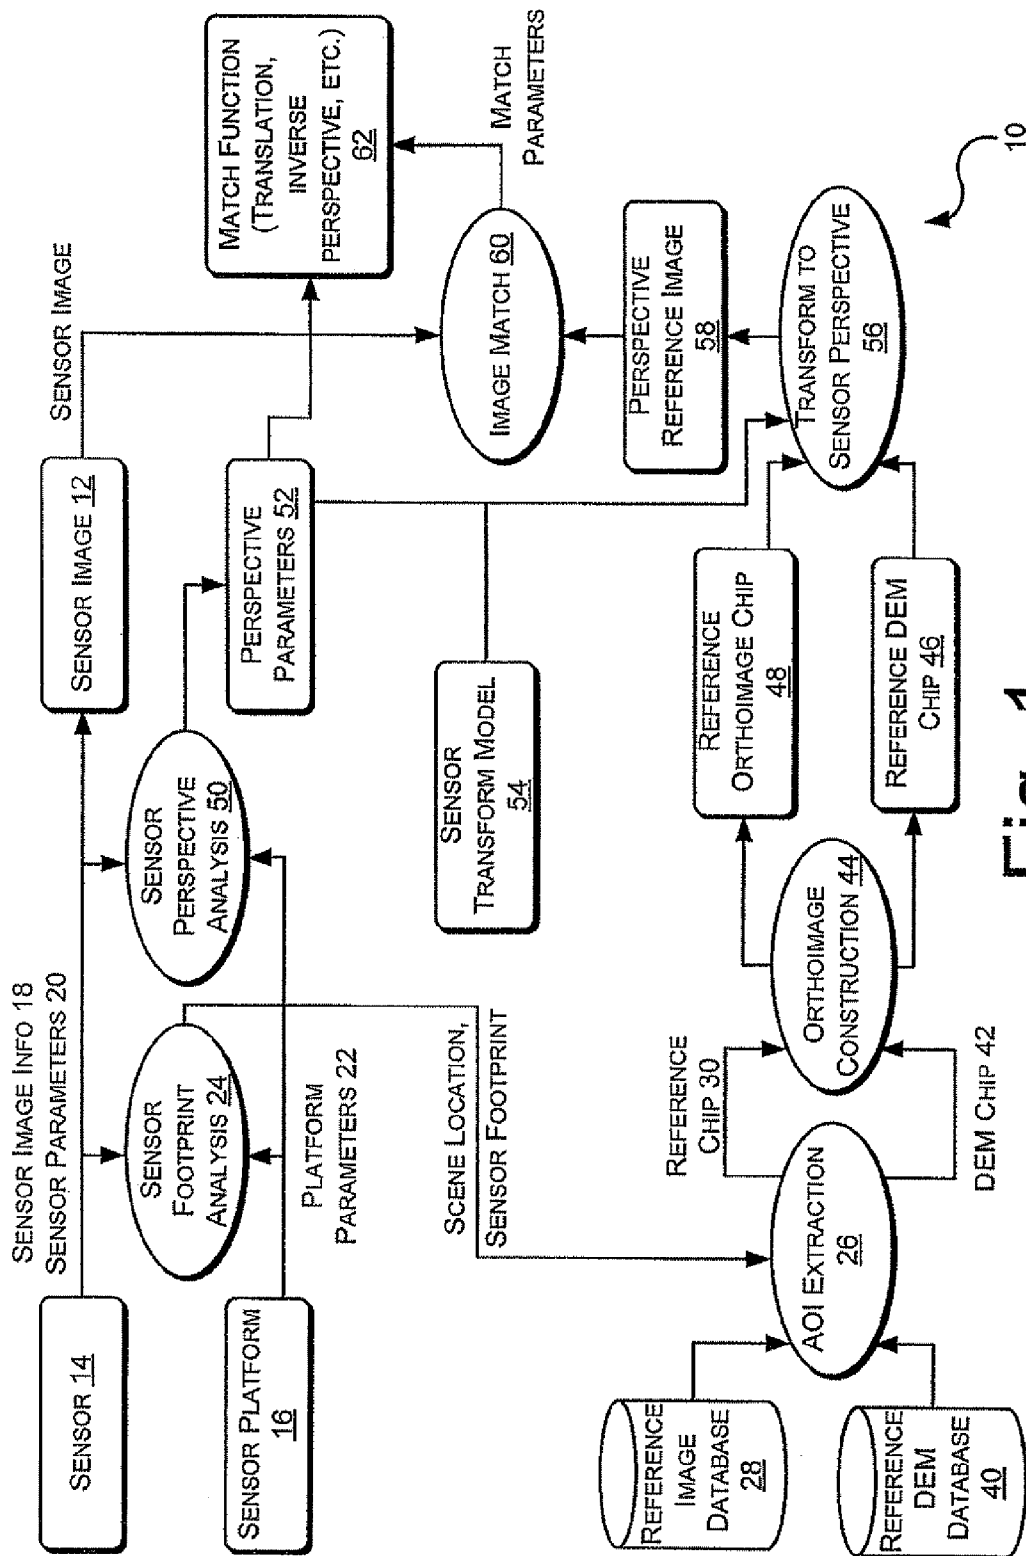 SENSOR 14
SENSOR IMAGE INFO 18
SENSOR PARAMETERS 20
SENSOR IMAGE 12
SENSOR IMAGE
SENSOR
FOOTPRINT
ANALYSIS 24
SENSOR
PERSPECTIVE
ANALYSIS 50
SENSOR PLATFORM
16
PLATFORM
PARAMETERS 22
PERSPECTIVE
PARAMETERS 52
MATCH FUNCTION
(TRANSLATION,
INVERSE
PERSPECTIVE, ETC.)
62
SCENE LOCATION,
SENSOR FOOTPRINT
SENSOR
TRANSFORM MODEL
54
IMAGE MATCH 60
MATCH
PARAMETERS
REFERENCE
IMAGE
DATABASE
28
REFERENCE
CHIP 30
REFERENCE
ORTHOIMAGE CHIP
48
PERSPECTIVE
REFERENCE IMAGE
58
AOI EXTRACTION
26
ORTHOIMAGE
CONSTRUCTION 44
TRANSFORM TO
SENSOR PERSPECTIVE
56
REFERENCE
DEM
DATABASE
40
DEM CHIP 42
REFERENCE DEM
CHIP 46
10
Fig. 1